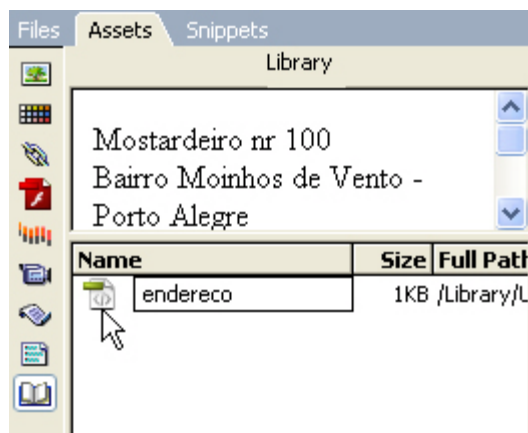 Files Assets Snippets
Library
Mostardeiro nr 100
Bairro Moinhos de Vento -
Porto Alegre
Name Size Full Path
endereco 1KB /Library/L